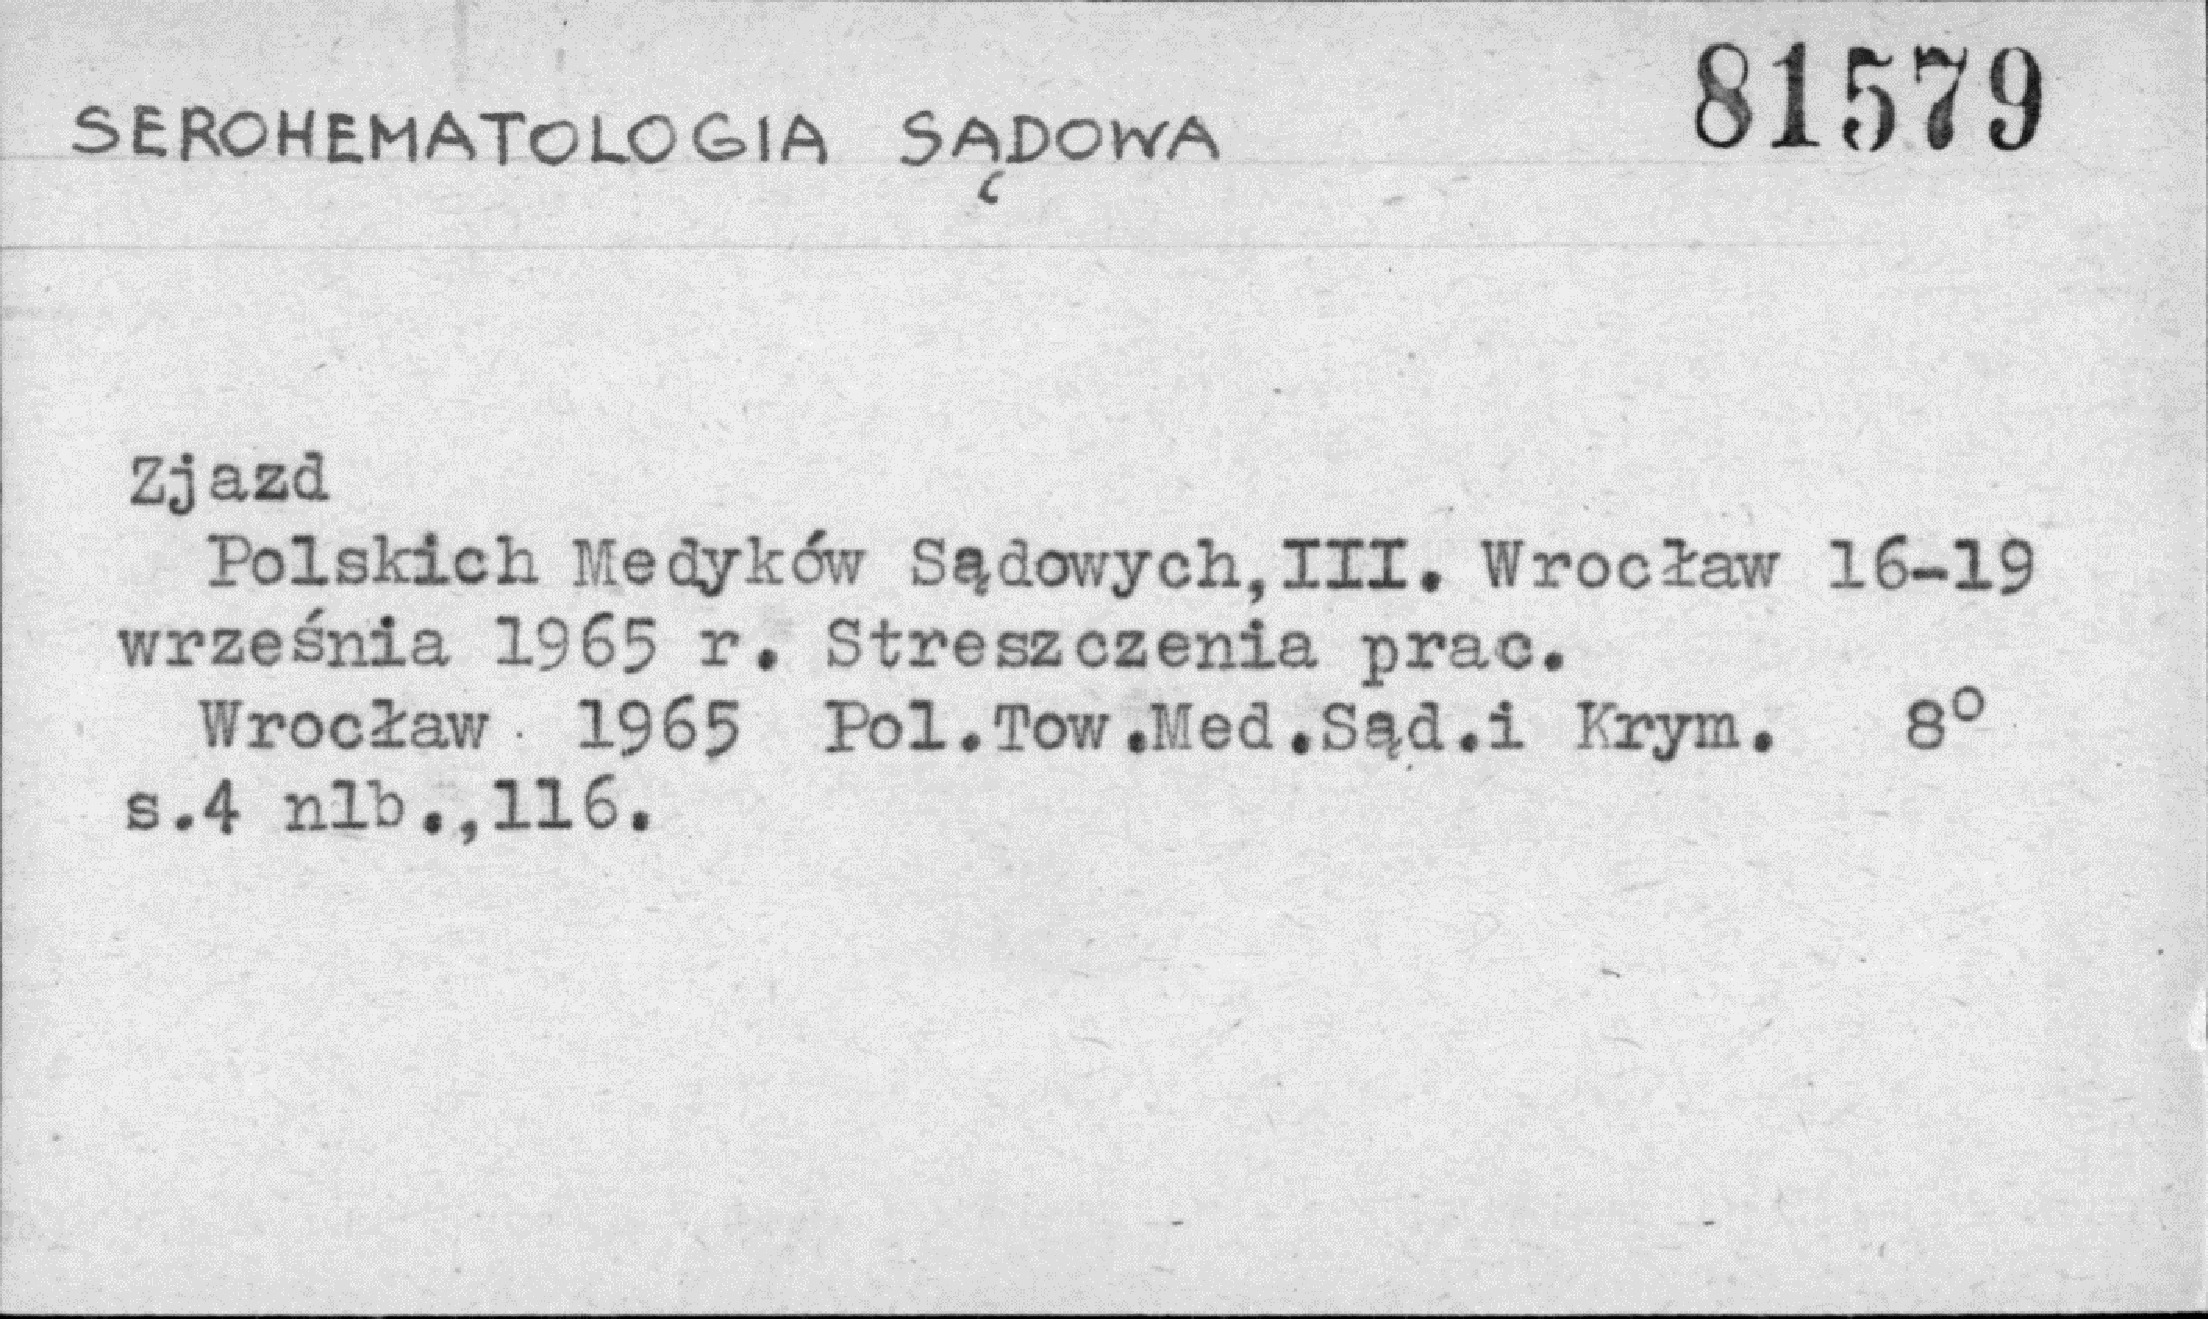 81579
SEROHEMATOLOGIA SĄDOWA
Zjazd
Polskich Medyków Sądowych,III. Wrocław 16-19
września 1965 r. Streszczenia prac.
Wrocław 1965 Pol.Tow.Med.Sąd.i Krym. 8°
s.4 nlb.,116.